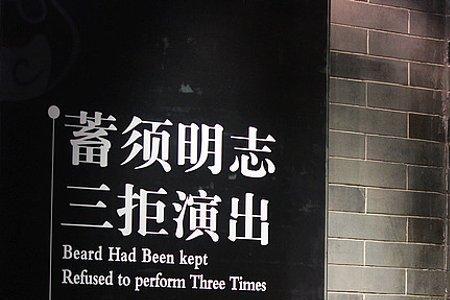 蓄须明志
三拒演出
Beard Had Been kept
Refused to perform Three Times